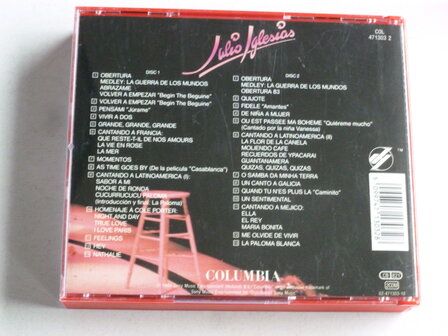 Julio Iglesias
COL
471303 2
DISC 1
OBERTURA
MEDLEY: LA GUERRA DE LOS MUNDOS
ABRAZAME
VOLVER A EMPEZAR "Begin The Beguine"
VOLVER A EMPEZAR "Begin The Beguine"
PENSAMI "Júrame"
VIVIR A DOS
GRANDE, GRANDE, GRANDE
CANTANDO A FRANCIA:
QUE RESTE-T-IL DE NOS AMOURS
LA VIE EN ROSE
LA MER
MOMENTOS
AS TIME GOES BY (De la película "Casablanca")
CANTANDO A LATINOAMERICA (I):
SABOR A MI
NOCHE DE RONDA
CUCURRUCUCU PALOMA
(Introducción y final: La Paloma)
HOMENAJE A COLE PORTER:
NIGHT AND DAY
TRUE LOVE
I LOVE PARIS
FEELINGS
HEY
NATHALIE
DISC 2
OBERTURA
MEDLEY: LA GUERRA DE LOS MUNDOS
OBERTURA 83
QUIJOTE
FIDELE "Amantes"
DE NIÑA A MUJER
OU EST PASSEE MA BOHEME "Quiéreme mucho"
(Cantado por la niña Vanessa)
CANTANDO A LATINOAMERICA (II)
LA FLOR DE LA CANELA
MOLIENDO CAFE
RECUERDOS DE YPACARAI
GUANTANAMERA
QUIZAS, QUIZAS, QUIZAS
O SAMBA DA MINHA TERRA
UN CANTO A GALICIA
QUAND TU N'ES PLUS LA "Caminito"
UN SENTIMENTAL
CANTANDO A MEJICO:
ELLA
EL REY
MARIA BONITA
ME OLVIDE DE VIVIR
LA PALOMA BLANCA
TM
COLUMBIA